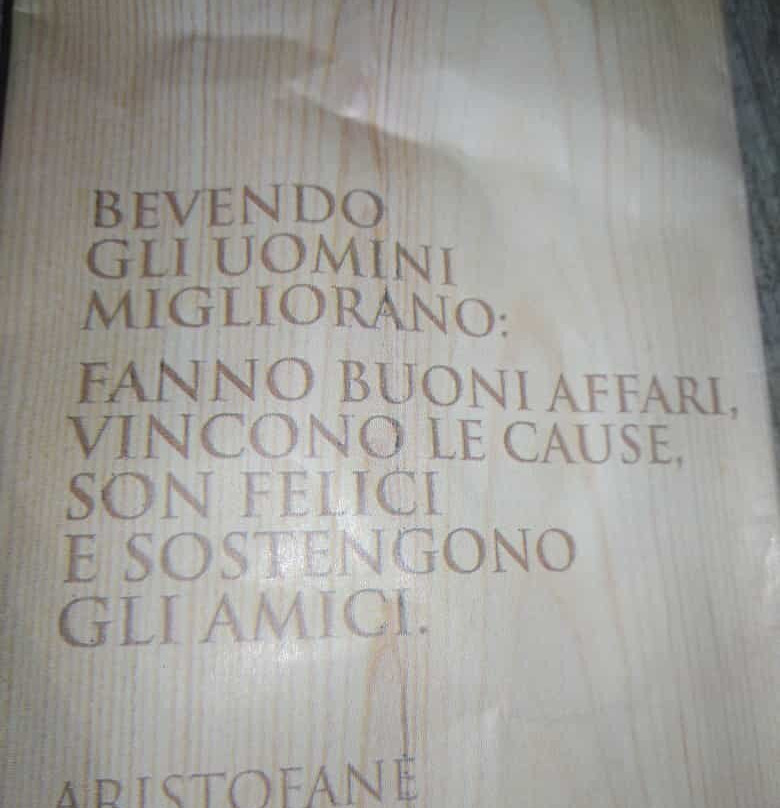 BEVENDO
GLI UOMINI
MIGLIORANO:
FANNO BUONI AFFARI,
VINCONO LE CAUSE,
SON FELICI
E SOSTENGONO
GLI AMICI.
ARISTOFANE